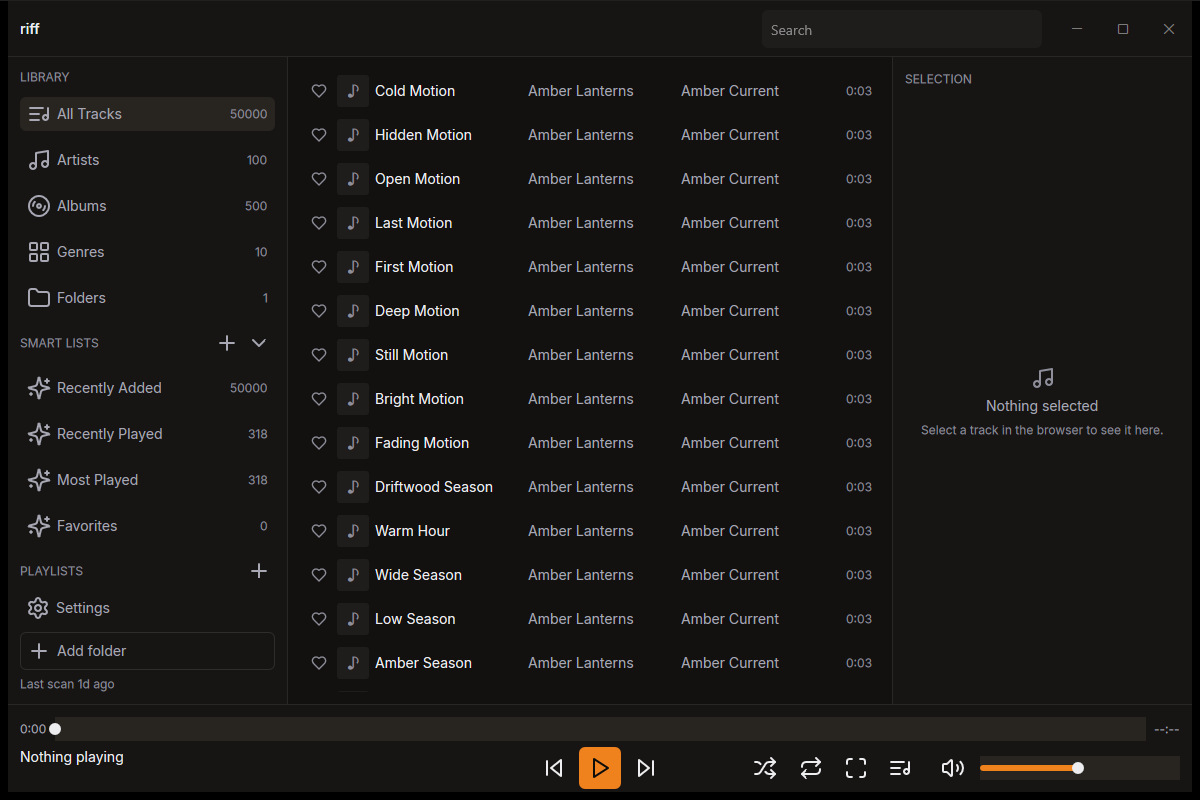 riff
Search
LIBRARY
All Tracks 50000
Artists 100
Albums 500
Genres 10
Folders 1
SMART LISTS
Recently Added 50000
Recently Played 318
Most Played 318
Favorites 0
PLAYLISTS
Settings
Add folder
Last scan 1d ago
Cold Motion Amber Lanterns Amber Current 0:03
Hidden Motion Amber Lanterns Amber Current 0:03
Open Motion Amber Lanterns Amber Current 0:03
Last Motion Amber Lanterns Amber Current 0:03
First Motion Amber Lanterns Amber Current 0:03
Deep Motion Amber Lanterns Amber Current 0:03
Still Motion Amber Lanterns Amber Current 0:03
Bright Motion Amber Lanterns Amber Current 0:03
Fading Motion Amber Lanterns Amber Current 0:03
Driftwood Season Amber Lanterns Amber Current 0:03
Warm Hour Amber Lanterns Amber Current 0:03
Wide Season Amber Lanterns Amber Current 0:03
Low Season Amber Lanterns Amber Current 0:03
Amber Season Amber Lanterns Amber Current 0:03
SELECTION
Nothing selected
Select a track in the browser to see it here.
0:00 --:--
Nothing playing